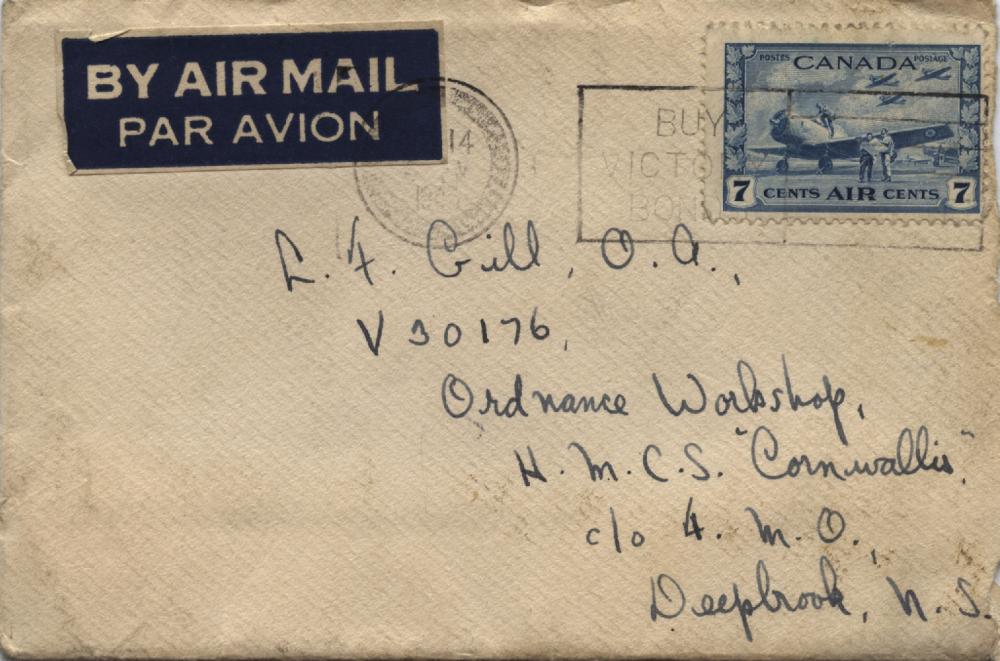 BY AIR MAIL
PAR AVION
14
BUY
VICTO
BON
POSTES CANADA POSTAGE
7 CENTS AIR CENTS 7
L. F. Gill, O.A.,
V30176,
Ordnance Workshop,
H.M.C.S. "Cornwallis"
c/o F.M.O.,
Deepbrook, N.S.